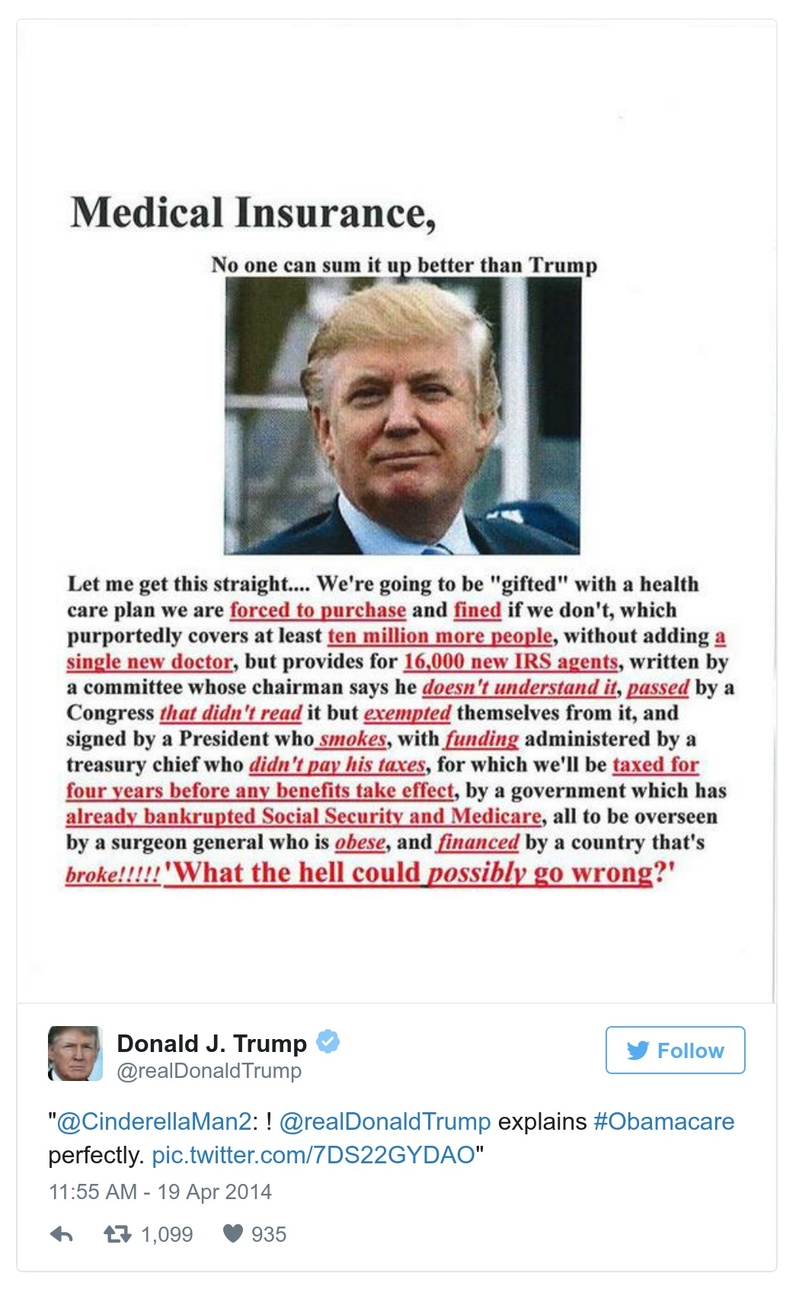 Medical Insurance,
No one can sum it up better than Trump
Let me get this straight.... We're going to be "gifted" with a health
care plan we are forced to purchase and fined if we don't, which
purportedly covers at least ten million more people, without adding a
single new doctor, but provides for 16,000 new IRS agents, written by
a committee whose chairman says he doesn't understand it, passed by a
Congress that didn't read it but exempted themselves from it, and
signed by a President who smokes, with funding administered by a
treasury chief who didn't pay his taxes, for which we'll be taxed for
four years before any benefits take effect, by a government which has
already bankrupted Social Security and Medicare, all to be overseen
by a surgeon general who is obese, and financed by a country that's
broke!!!!! 'What the hell could possibly go wrong?'
Donald J. Trump
@realDonaldTrump
Follow
"@CinderellaMan2: ! @realDonaldTrump explains #Obamacare
perfectly. pic.twitter.com/7DS22GYDAO"
11:55 AM - 19 Apr 2014
1,099 935